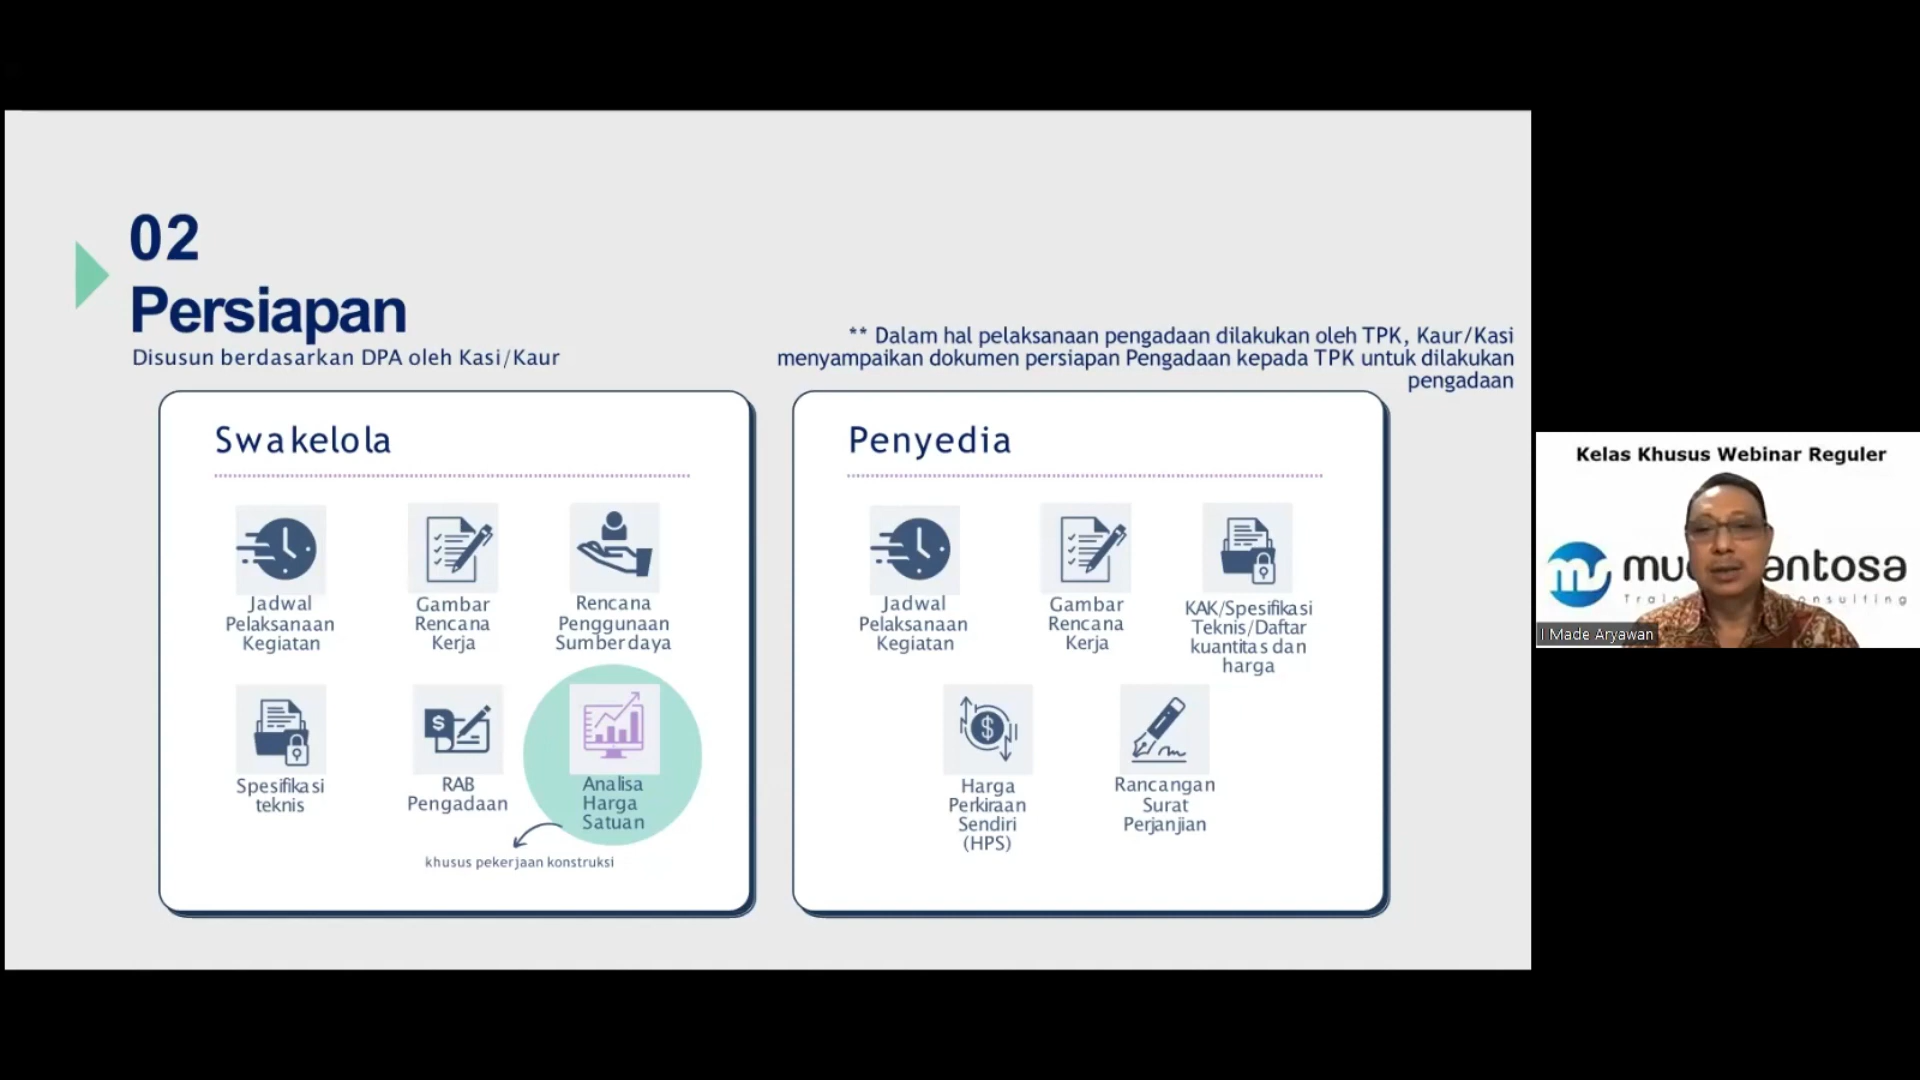 02
Persiapan
Disusun berdasarkan DPA oleh Kasi/Kaur
** Dalam hal pelaksanaan pengadaan dilakukan oleh TPK, Kaur/Kasi
menyampaikan dokumen persiapan Pengadaan kepada TPK untuk dilakukan
pengadaan
Swakelola
Jadwal
Pelaksanaan
Kegiatan
Gambar
Rencana
Kerja
Rencana
Penggunaan
Sumberdaya
Spesifikasi
teknis
RAB
Pengadaan
Analisa
Harga
Satuan
khusus pekerjaan konstruksi
Penyedia
Jadwal
Pelaksanaan
Kegiatan
Gambar
Rencana
Kerja
KAK/Spesifikasi
Teknis/Daftar
kuantitas dan
harga
Harga
Perkiraan
Sendiri
(HPS)
Rancangan
Surat
Perjanjian
Kelas Khusus Webinar Reguler
I Made Aryawan